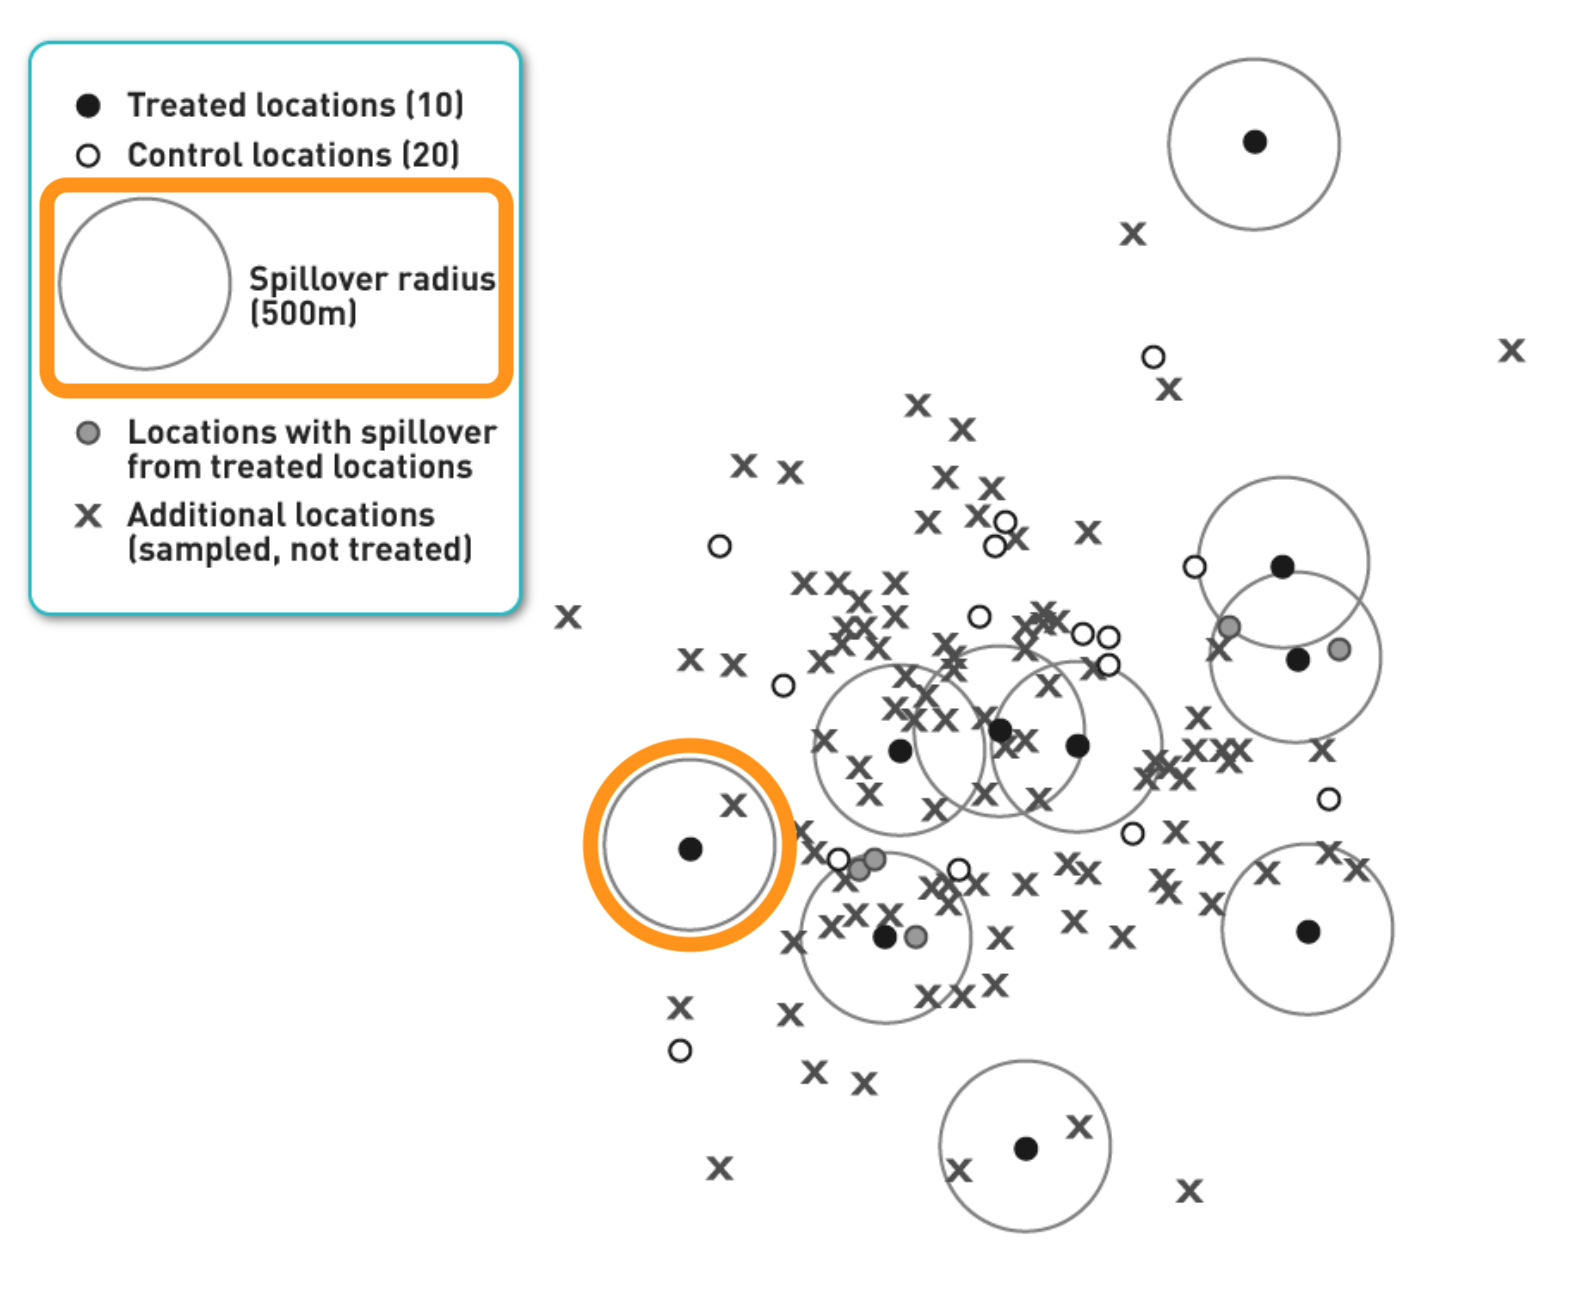 Treated locations (10)
Control locations (20)
Spillover radius
(500m)
Locations with spillover
from treated locations
Additional locations
(sampled, not treated)